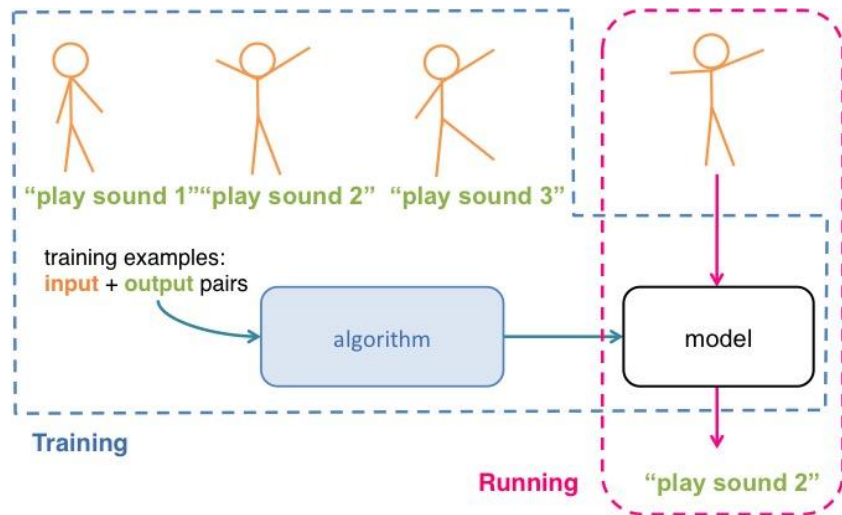 “play sound 1” “play sound 2” “play sound 3”
training examples:
input + output pairs
algorithm
model
Training
Running
“play sound 2”